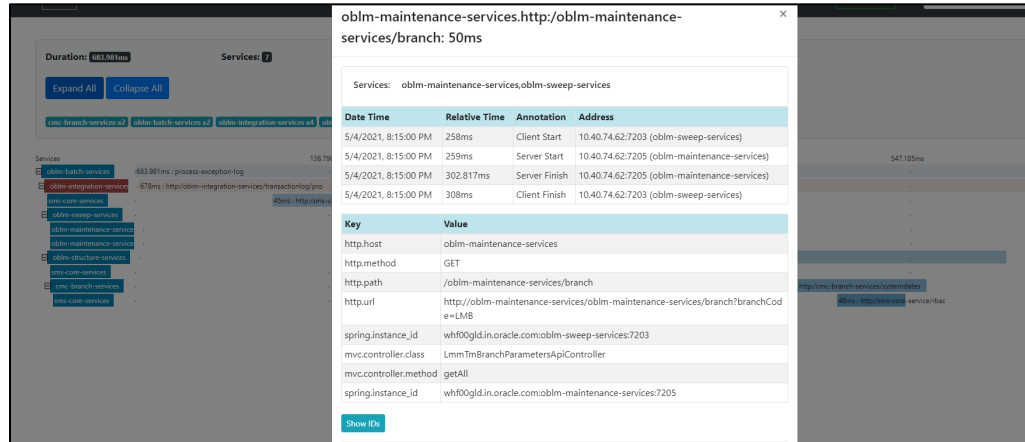 oblm-maintenance-services.http:/oblm-maintenance-
services/branch: 50ms
×
Duration: 683.981ms Services: 7
Expand All Collapse All
cmc-branch-services x2 oblm-batch-services x2 oblm-integration-services x4
Services: oblm-maintenance-services,oblm-sweep-services
Date Time Relative Time Annotation Address
5/4/2021, 8:15:00 PM 258ms Client Start 10.40.74.62:7203 (oblm-sweep-services)
5/4/2021, 8:15:00 PM 259ms Server Start 10.40.74.62:7205 (oblm-maintenance-services)
5/4/2021, 8:15:00 PM 302.817ms Server Finish 10.40.74.62:7205 (oblm-maintenance-services)
5/4/2021, 8:15:00 PM 308ms Client Finish 10.40.74.62:7203 (oblm-sweep-services)
Key Value
http.host oblm-maintenance-services
http.method GET
http.path /oblm-maintenance-services/branch
http.url http://oblm-maintenance-services/oblm-maintenance-services/branch?branchCod
e=LMB
spring.instance_id whf00gld.in.oracle.com:oblm-sweep-services:7203
mvc.controller.class LmmTmBranchParametersApiController
mvc.controller.method getAll
spring.instance_id whf00gld.in.oracle.com:oblm-maintenance-services:7205
Show IDs
Services 136.79 547.185ms
oblm-batch-services 683.981ms : process-exception-log
oblm-integration-services 678ms : http:/oblm-integration-services/transactionlog/pro
sms-core-services 45ms : http:/sms-c
oblm-sweep-services
oblm-maintenance-service
oblm-maintenance-service
oblm-structure-services
sms-core-services
cmc-branch-services http:/cmc-branch-services/systemdates
sms-core-services 48ms : http:/sms-core-service/rbac